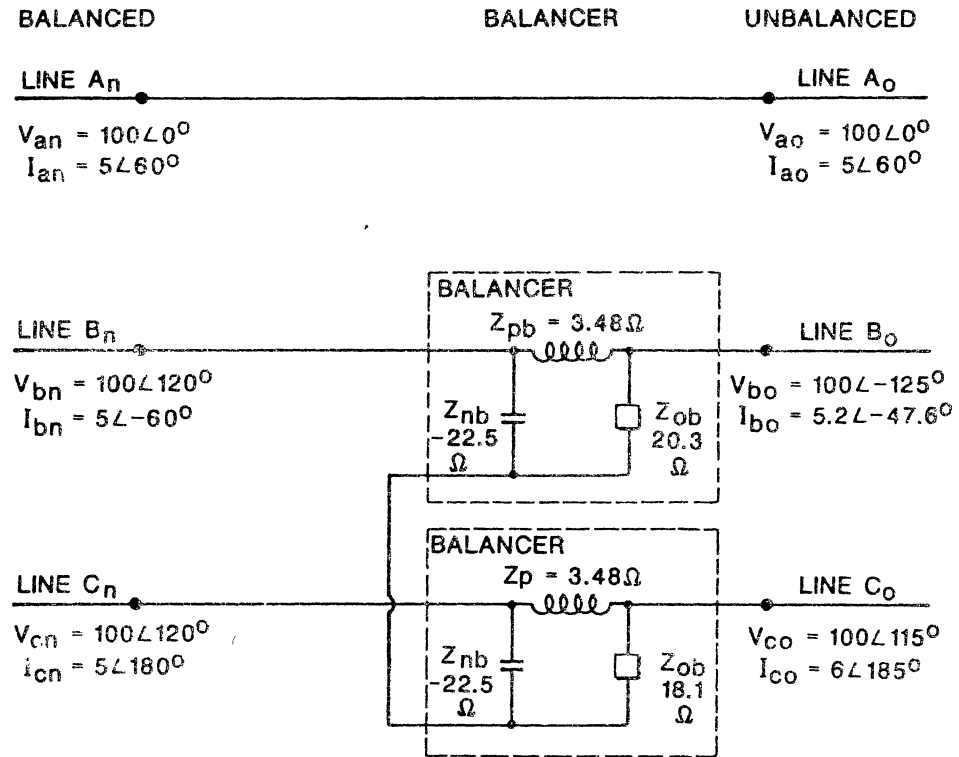 BALANCED BALANCER UNBALANCED
LINE An LINE Ao
Van = 100∠0° Vao = 100∠0°
Ian = 5∠60° Iao = 5∠60°
BALANCER
LINE Bn Zpb = 3.48Ω LINE Bo
Vbn = 100∠120° Vbo = 100∠-125°
Ibn = 5∠-60° Ibo = 5.2∠-47.6°
Znb Zob
-22.5 20.3
Ω Ω
BALANCER
LINE Cn Zp = 3.48Ω LINE Co
Vcn = 100∠120° Vco = 100∠115°
icn = 5∠180° Ico = 6∠185°
Znb Zob
-22.5 18.1
Ω Ω